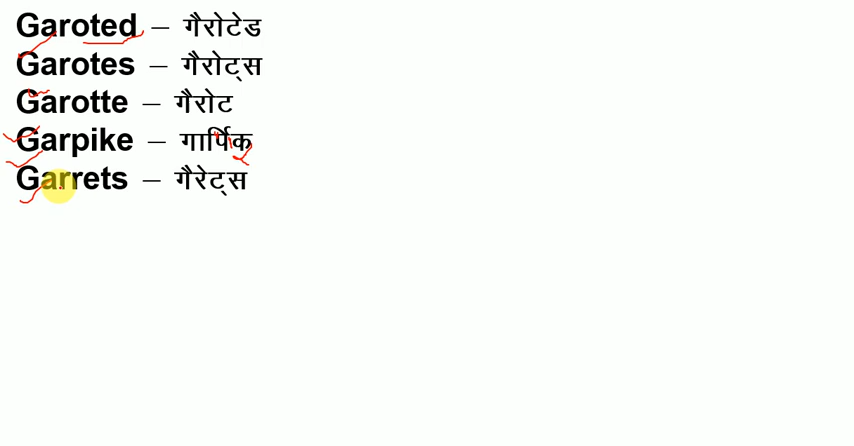 Garoted – गैरोटेड
Garotes – गैरोट्स
Garotte – गैरोट
Garpike – गार्पिक
Garrets – गैरेट्स